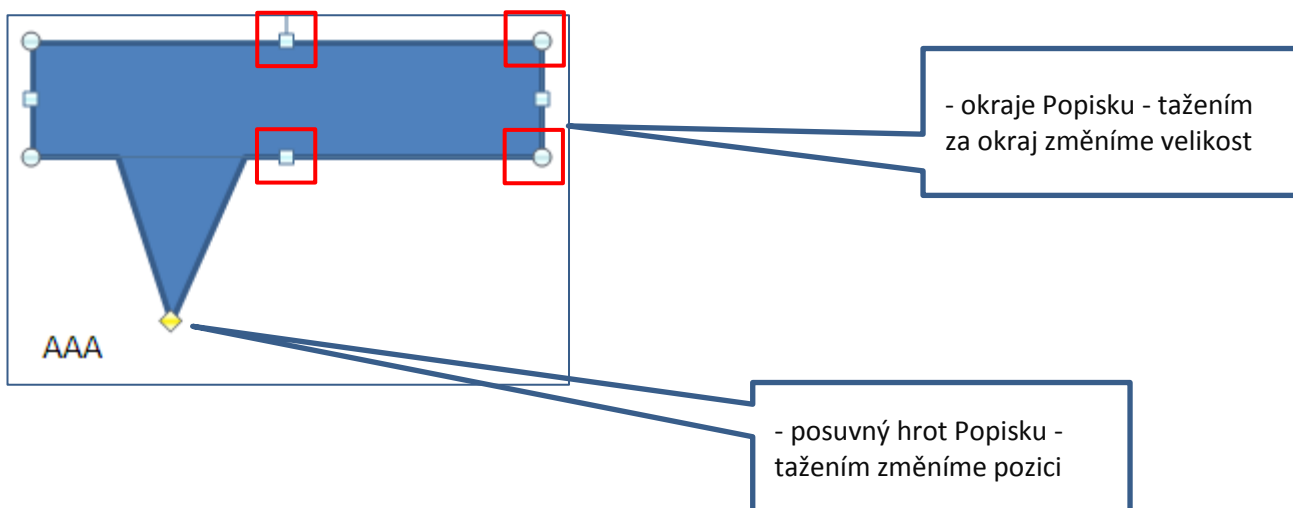 - okraje Popisku - tažením
za okraj změníme velikost
AAA
- posuvný hrot Popisku -
tažením změníme pozici